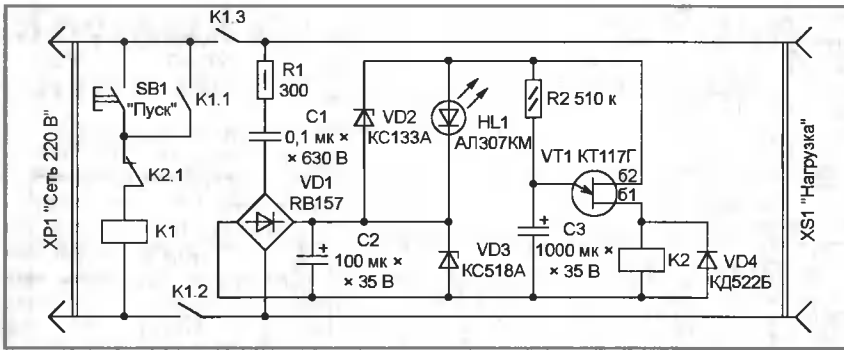 K1.3
XP1 "Сеть 220 В"
SB1
"Пуск"
K1.1
K2.1
K1
K1.2
R1
300
C1
0,1 мк ×
× 630 В
VD1
RB157
C2
100 мк ×
× 35 В
VD2
КС133А
HL1
АЛ307КМ
VD3
КС518А
R2 510 к
VT1 КТ117Г
б2
б1
C3
1000 мк ×
× 35 В
K2
VD4
КД522Б
XS1 "Нагрузка"